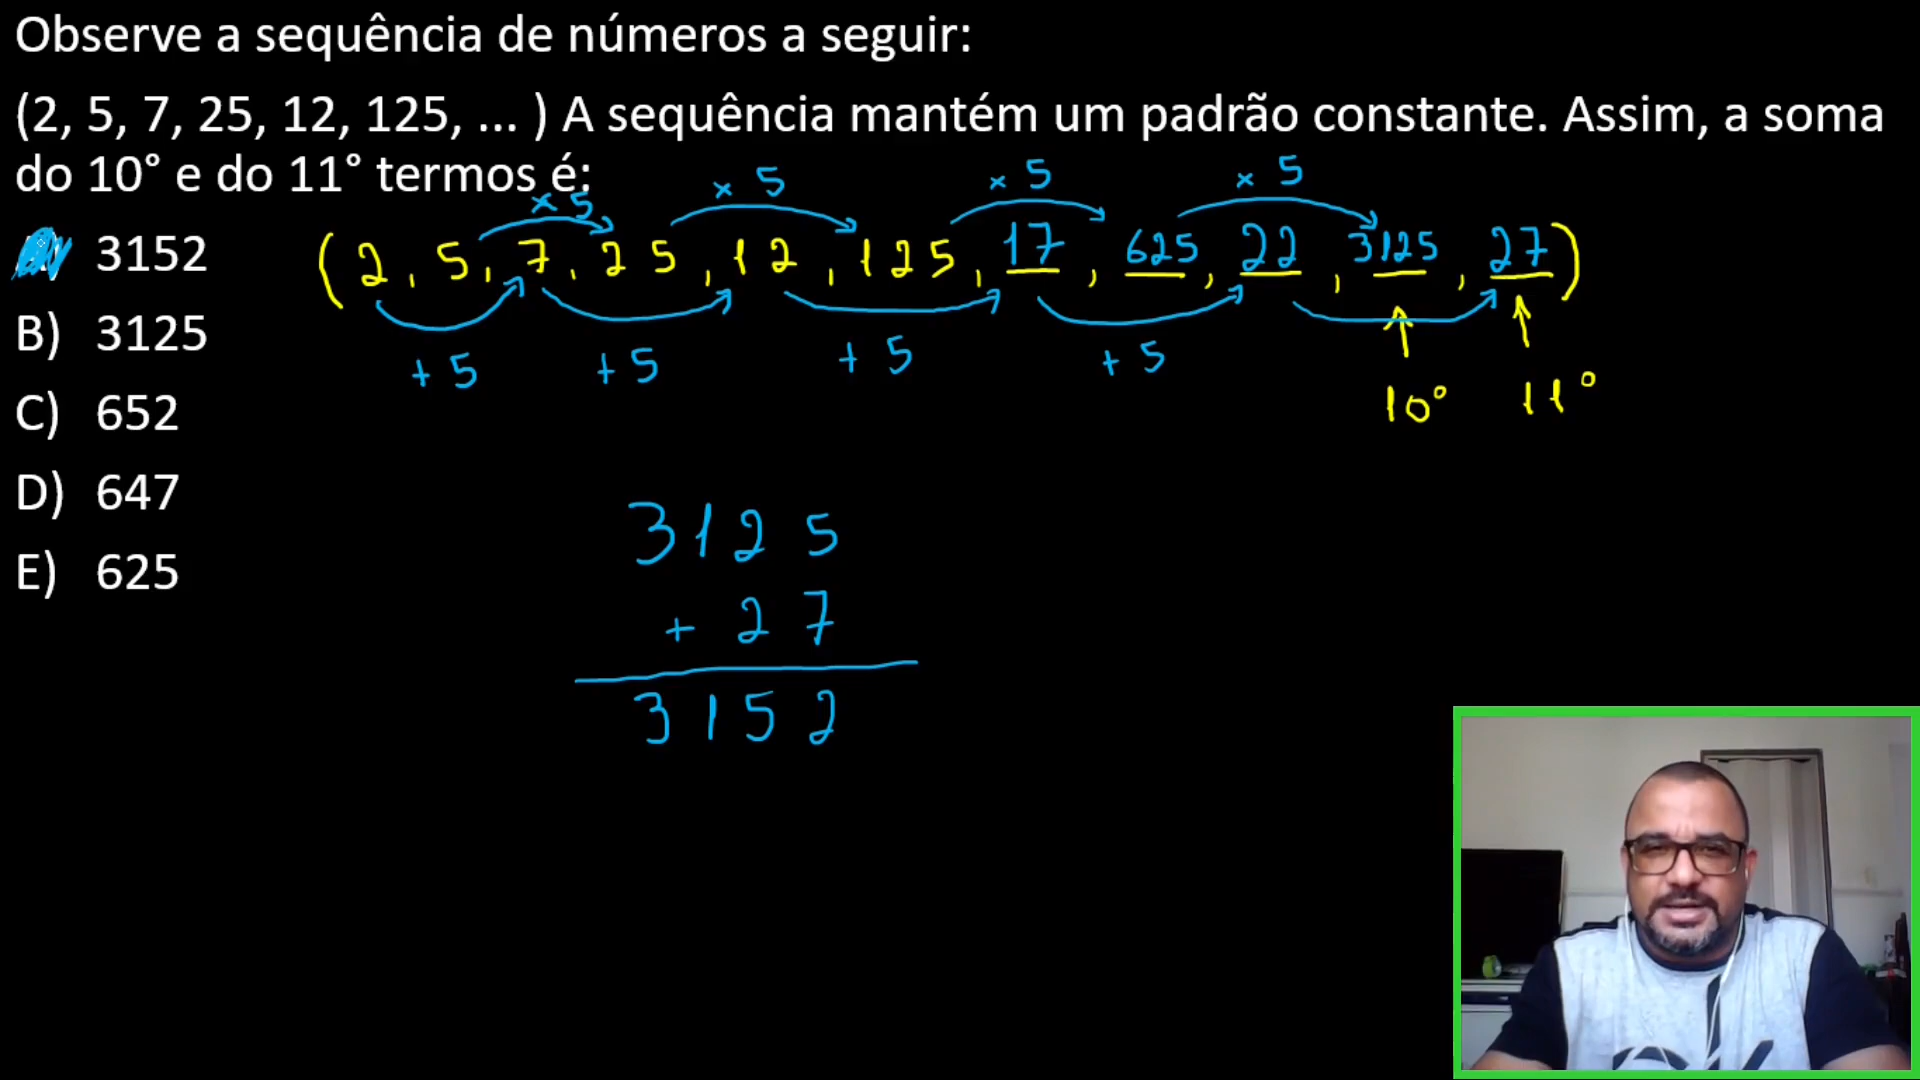 Observe a sequência de números a seguir:
(2, 5, 7, 25, 12, 125, ... ) A sequência mantém um padrão constante. Assim, a soma
do 10° e do 11° termos é:
× 5 × 5 × 5 × 5
3152
(2, 5, 7, 25, 12, 125, 17, 625, 22, 3125, 27)
+ 5 + 5 + 5 + 5
10° 11°
B) 3125
C) 652
D) 647
E) 625
3125
+ 27
3152